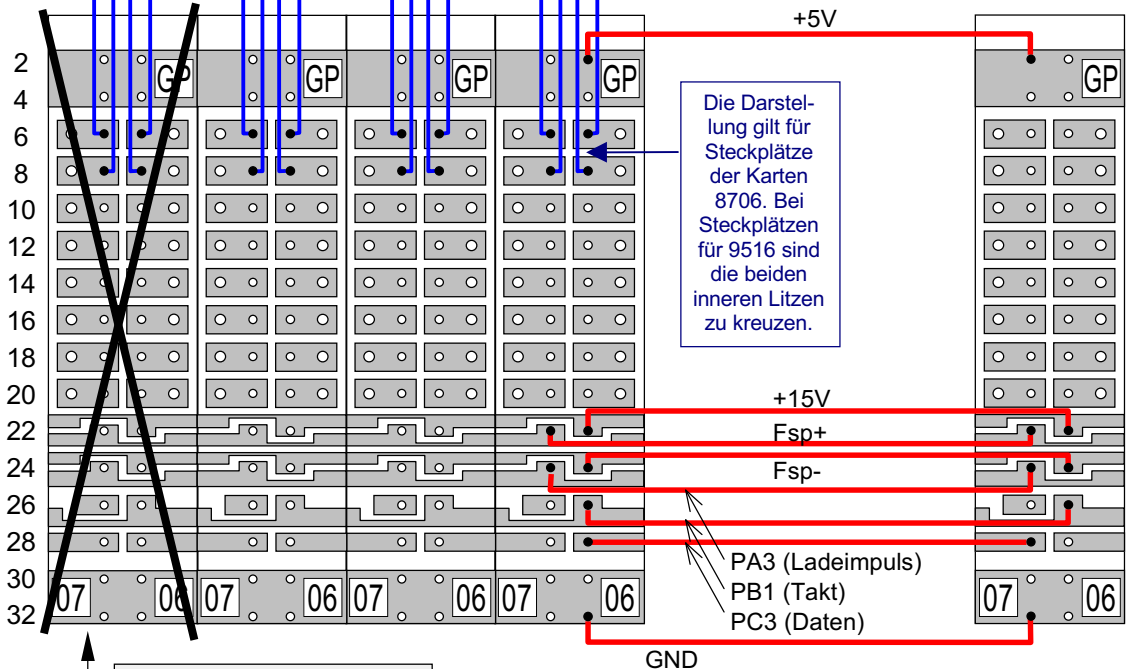 +5V
2
GP GP GP GP GP
4
Die Darstel-
lung gilt für
Steckplätze
der Karten
8706. Bei
Steckplätzen
für 9516 sind
die beiden
inneren Litzen
zu kreuzen.
6
8
10
12
14
16
18
20
+15V
22
Fsp+
24
Fsp-
26
28
PA3 (Ladeimpuls)
PB1 (Takt)
PC3 (Daten)
30
07 06 07 06 07 06 07 06 07 06
32
GND